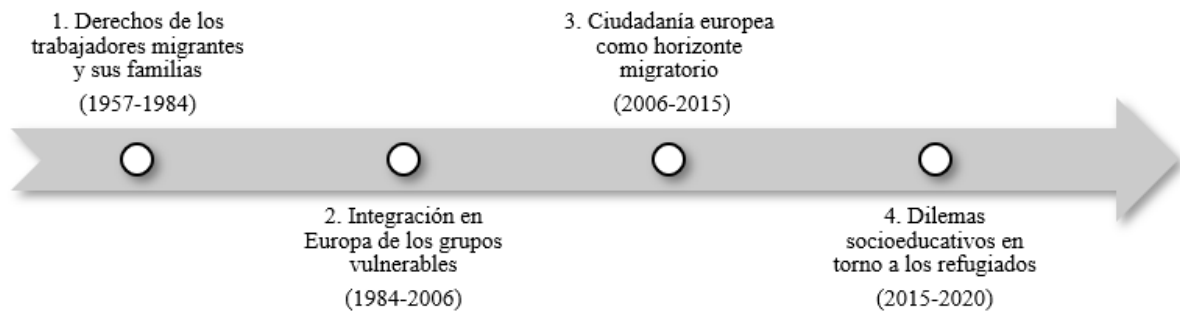 1. Derechos de los
trabajadores migrantes
y sus familias
(1957-1984)
2. Integración en
Europa de los grupos
vulnerables
(1984-2006)
3. Ciudadanía europea
como horizonte
migratorio
(2006-2015)
4. Dilemas
socioeducativos en
torno a los refugiados
(2015-2020)